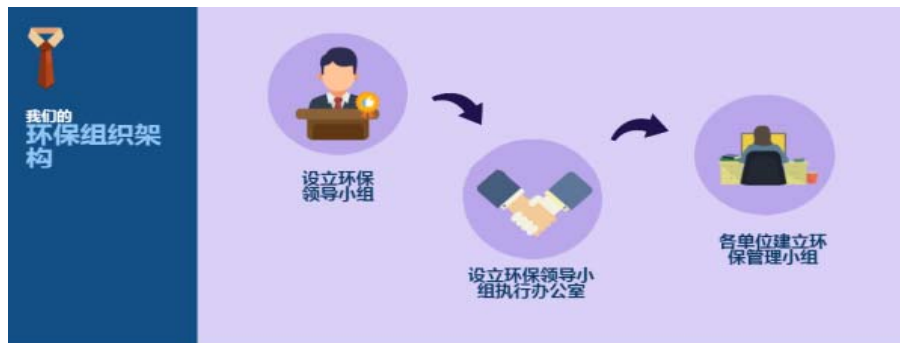 我们的
环保组织架
构
设立环保
领导小组
设立环保领导小
组执行办公室
各单位建立环
保管理小组